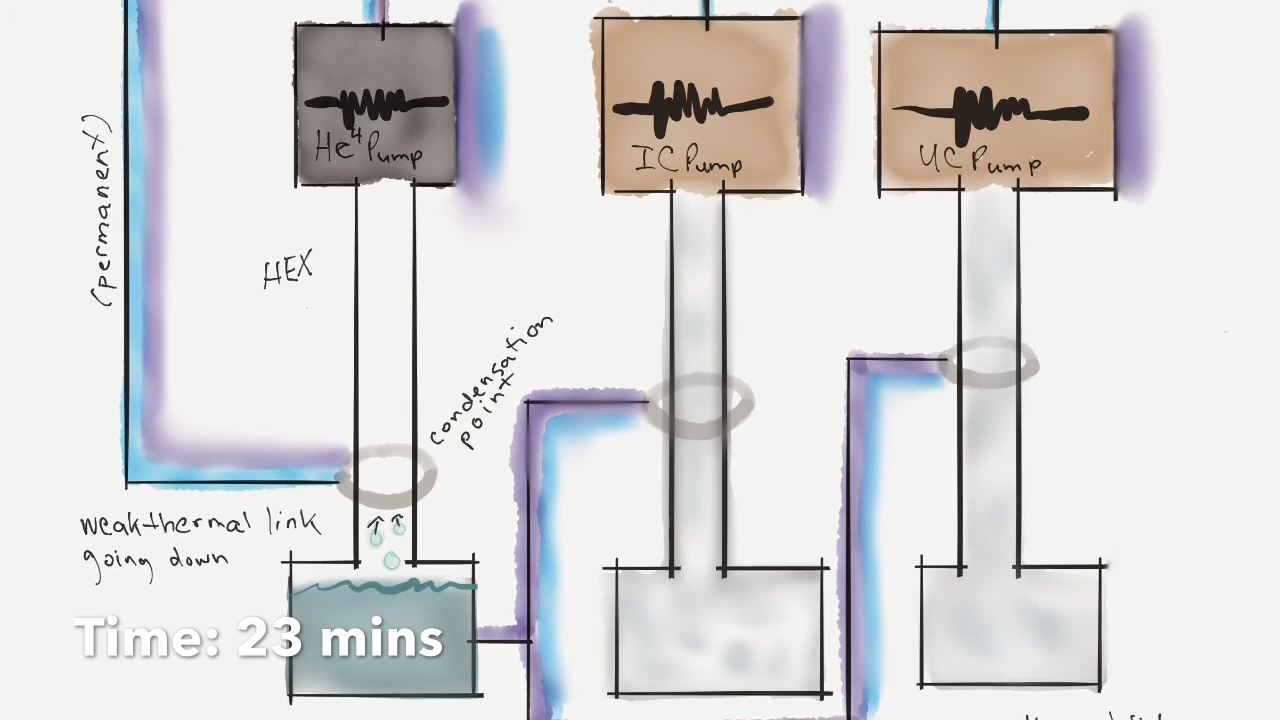 (permanent)
He4 Pump
IC Pump
UC Pump
HEX
condensation
point
weak thermal link
going down
Time: 23 mins